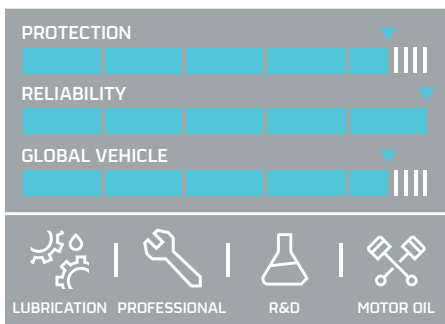 PROTECTION
RELIABILITY
GLOBAL VEHICLE
LUBRICATION PROFESSIONAL R&D MOTOR OIL